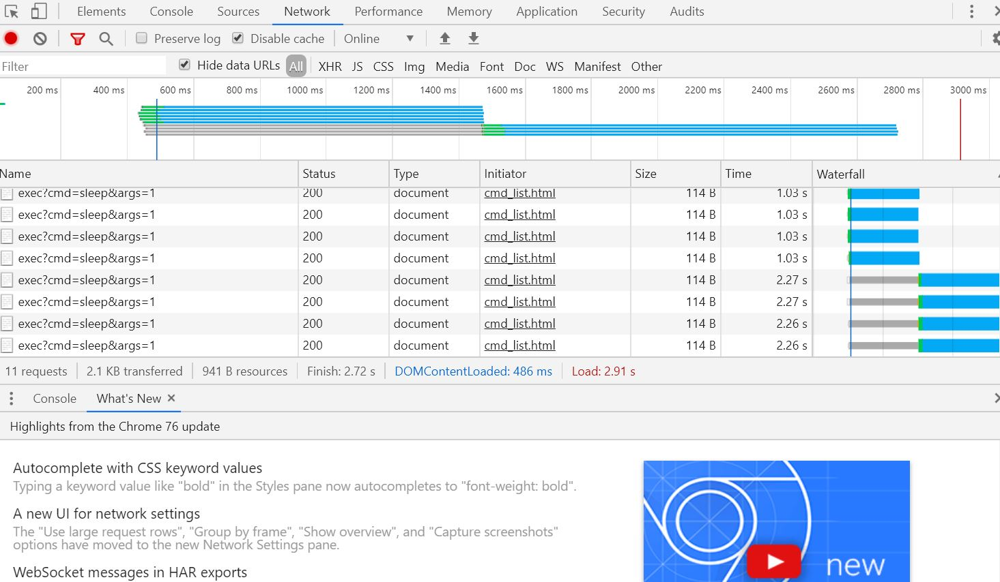 Elements Console Sources Network Performance Memory Application Security Audits
Preserve log Disable cache Online
Filter Hide data URLs All XHR JS CSS Img Media Font Doc WS Manifest Other
200 ms 400 ms 600 ms 800 ms 1000 ms 1200 ms 1400 ms 1600 ms 1800 ms 2000 ms 2200 ms 2400 ms 2600 ms 2800 ms 3000 ms
Name Status Type Initiator Size Time Waterfall
exec?cmd=sleep&args=1 200 document cmd_list.html 114 B 1.03 s
exec?cmd=sleep&args=1 200 document cmd_list.html 114 B 1.03 s
exec?cmd=sleep&args=1 200 document cmd_list.html 114 B 1.03 s
exec?cmd=sleep&args=1 200 document cmd_list.html 114 B 1.03 s
exec?cmd=sleep&args=1 200 document cmd_list.html 114 B 2.27 s
exec?cmd=sleep&args=1 200 document cmd_list.html 114 B 2.27 s
exec?cmd=sleep&args=1 200 document cmd_list.html 114 B 2.26 s
exec?cmd=sleep&args=1 200 document cmd_list.html 114 B 2.26 s
11 requests 2.1 KB transferred 941 B resources Finish: 2.72 s DOMContentLoaded: 486 ms Load: 2.91 s
Console What's New
Highlights from the Chrome 76 update
Autocomplete with CSS keyword values
Typing a keyword value like "bold" in the Styles pane now autocompletes to "font-weight: bold".
A new UI for network settings
The "Use large request rows", "Group by frame", "Show overview", and "Capture screenshots"
options have moved to the new Network Settings pane.
WebSocket messages in HAR exports
new